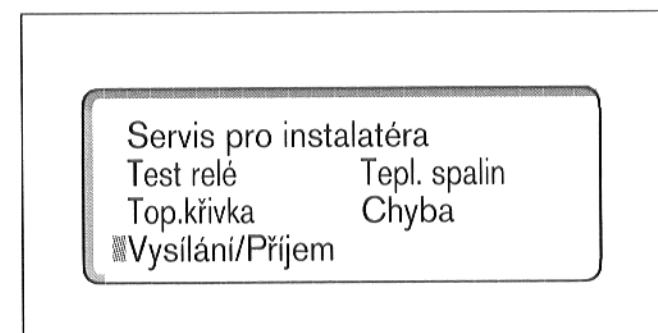 Servis pro instalatéra
Test relé Tepl. spalin
Top.křivka Chyba
Vysílání/Příjem